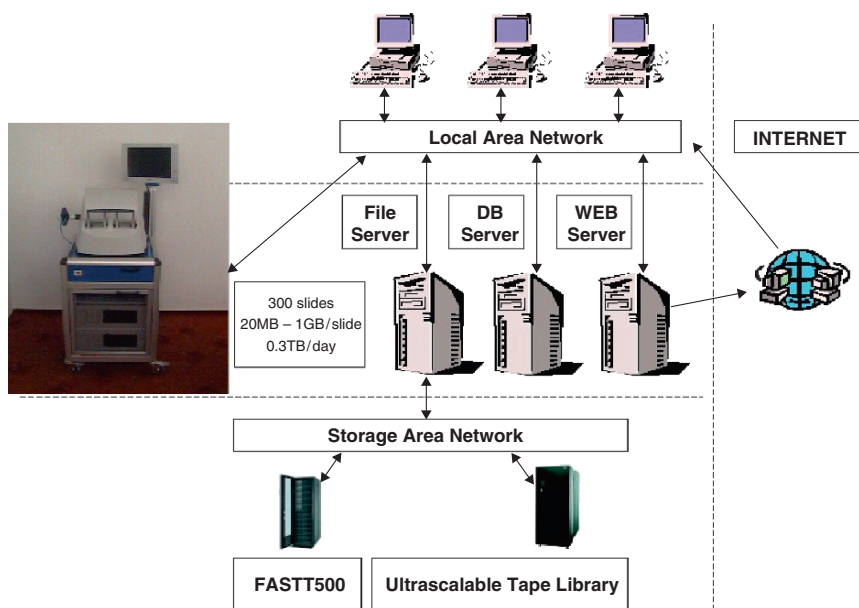 Local Area Network
INTERNET
File
Server
DB
Server
WEB
Server
300 slides
20MB – 1GB/slide
0.3TB/day
Storage Area Network
FASTT500
Ultrascalable Tape Library